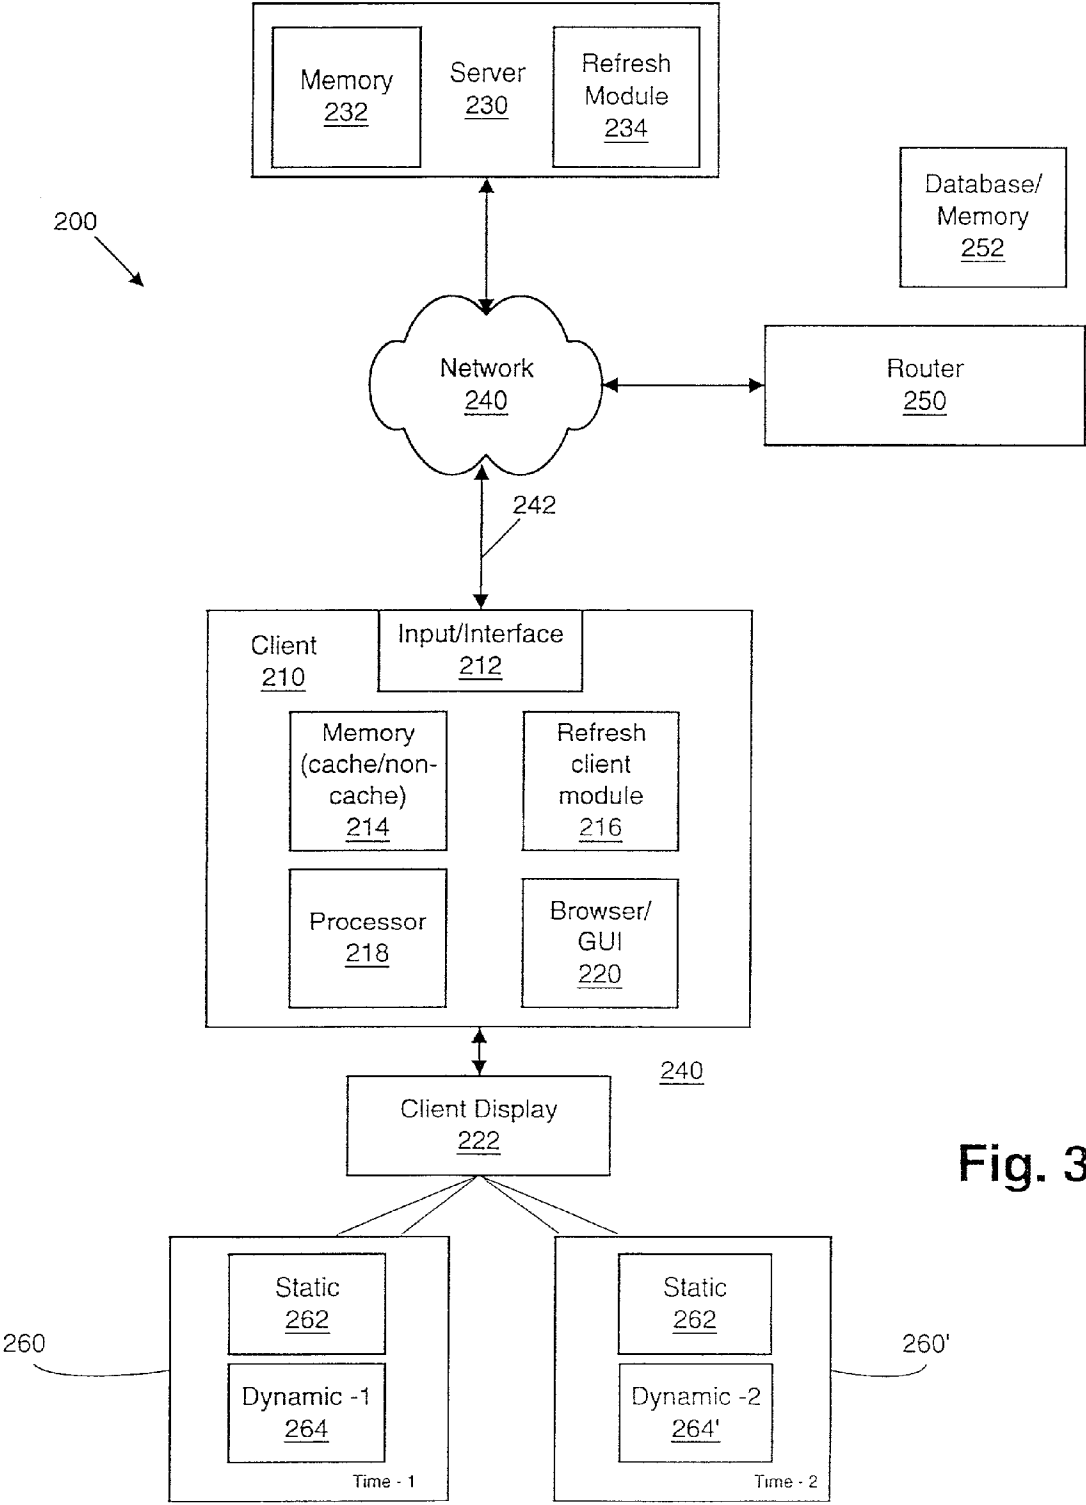 Memory
232
Server
230
Refresh
Module
234
Database/
Memory
252
200
Network
240
Router
250
242
Client
210
Input/Interface
212
Memory
(cache/non-
cache)
214
Refresh
client
module
216
Processor
218
Browser/
GUI
220
240
Client Display
222
Fig. 3
Static
262
Static
262
260
260'
Dynamic -1
264
Dynamic -2
264'
Time - 1
Time - 2